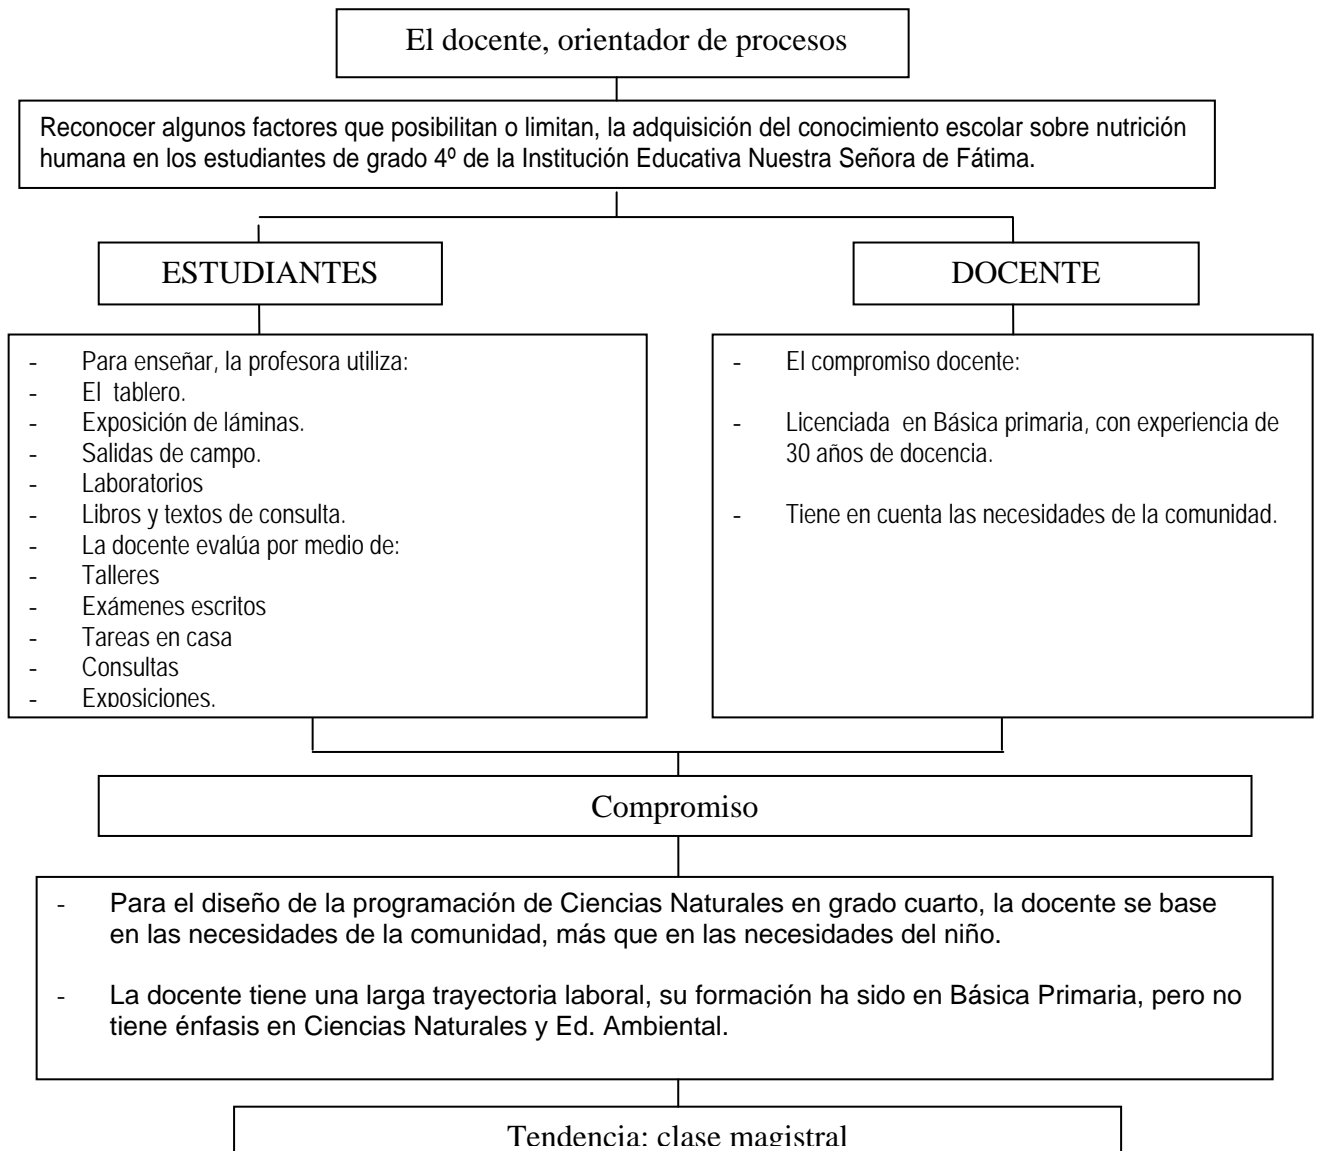 El docente, orientador de procesos
Reconocer algunos factores que posibilitan o limitan, la adquisición del conocimiento escolar sobre nutrición
humana en los estudiantes de grado 4º de la Institución Educativa Nuestra Señora de Fátima.
ESTUDIANTES
- Para enseñar, la profesora utiliza:
- El tablero.
- Exposición de láminas.
- Salidas de campo.
- Laboratorios
- Libros y textos de consulta.
- La docente evalúa por medio de:
- Talleres
- Exámenes escritos
- Tareas en casa
- Consultas
- Exposiciones.
DOCENTE
- El compromiso docente:
- Licenciada en Básica primaria, con experiencia de
30 años de docencia.
- Tiene en cuenta las necesidades de la comunidad.
Compromiso
- Para el diseño de la programación de Ciencias Naturales en grado cuarto, la docente se base
en las necesidades de la comunidad, más que en las necesidades del niño.
- La docente tiene una larga trayectoria laboral, su formación ha sido en Básica Primaria, pero no
tiene énfasis en Ciencias Naturales y Ed. Ambiental.
Tendencia: clase magistral